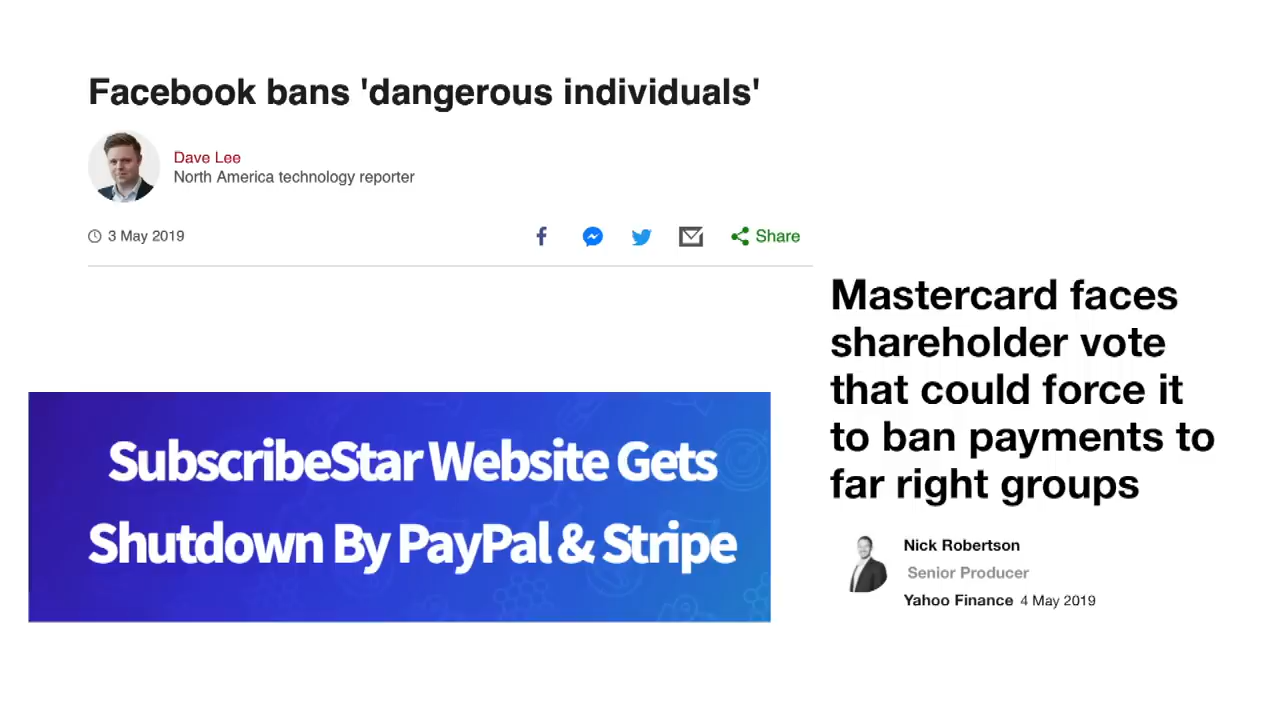 Facebook bans 'dangerous individuals'
Dave Lee
North America technology reporter
3 May 2019
Share
SubscribeStar Website Gets
Shutdown By PayPal & Stripe
Mastercard faces
shareholder vote
that could force it
to ban payments to
far right groups
Nick Robertson
Senior Producer
Yahoo Finance 4 May 2019